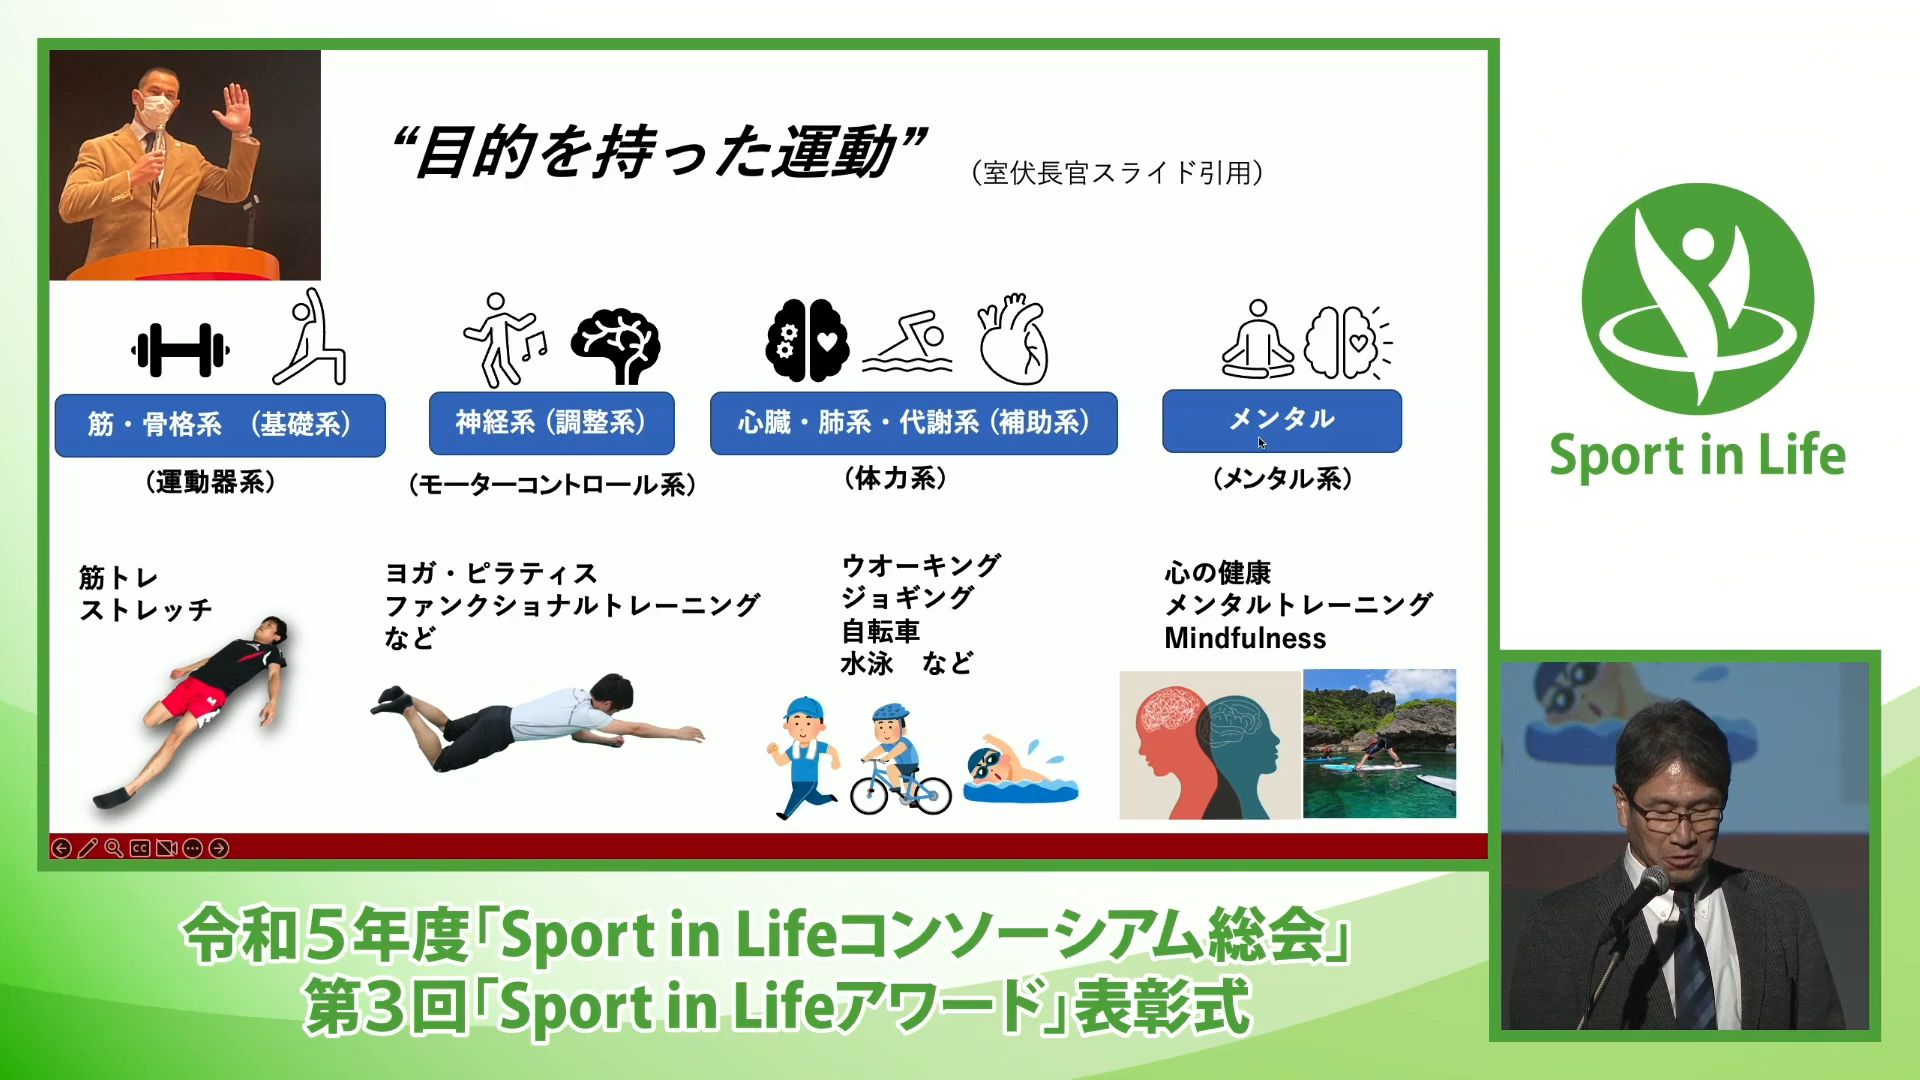 “目的を持った運動”
（室伏長官スライド引用）
筋・骨格系　（基礎系）
神経系（調整系）
心臓・肺系・代謝系（補助系）
メンタル
（運動器系）
（モーターコントロール系）
（体力系）
（メンタル系）
筋トレ
ストレッチ
ヨガ・ピラティス
ファンクショナルトレーニング
など
ウオーキング
ジョギング
自転車
水泳　など
心の健康
メンタルトレーニング
Mindfulness
CC
Sport in Life
令和５年度「Sport in Lifeコンソーシアム総会」
第３回「Sport in Lifeアワード」表彰式